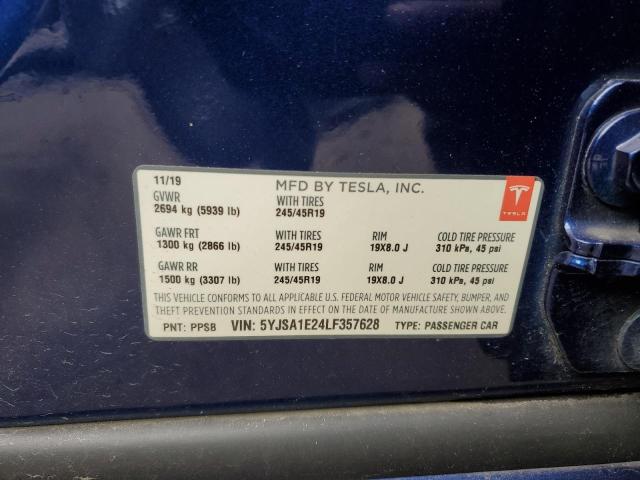 11/19 MFD BY TESLA, INC.
GVWR WITH TIRES
2694 kg (5939 lb) 245/45R19
TESLA
GAWR FRT WITH TIRES RIM COLD TIRE PRESSURE
1300 kg (2866 lb) 245/45R19 19X8.0 J 310 kPa, 45 psi
GAWR RR WITH TIRES RIM COLD TIRE PRESSURE
1500 kg (3307 lb) 245/45R19 19X8.0 J 310 kPa, 45 psi
THIS VEHICLE CONFORMS TO ALL APPLICABLE U.S. FEDERAL MOTOR VEHICLE SAFETY, BUMPER, AND
THEFT PREVENTION STANDARDS IN EFFECT ON THE DATE OF MANUFACTURE SHOWN ABOVE.
PNT: PPSB VIN: 5YJSA1E24LF357628 TYPE: PASSENGER CAR